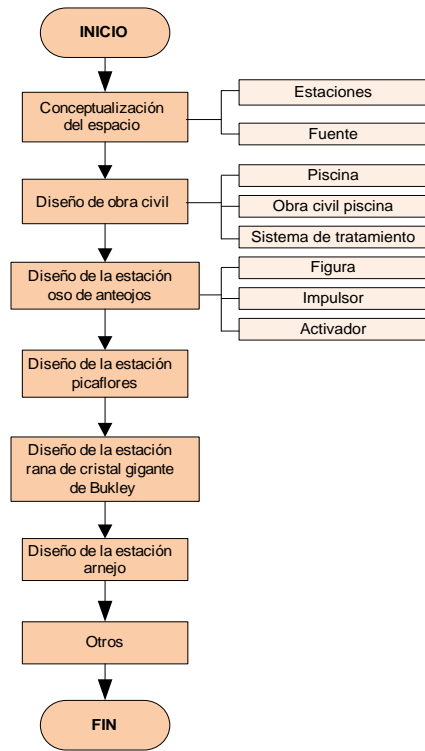 INICIO
Conceptualización
del espacio
Estaciones
Fuente
Diseño de obra civil
Piscina
Obra civil piscina
Sistema de tratamiento
Diseño de la estación
oso de anteojos
Figura
Impulsor
Activador
Diseño de la estación
picaflores
Diseño de la estación
rana de cristal gigante
de Bukley
Diseño de la estación
arnejo
Otros
FIN